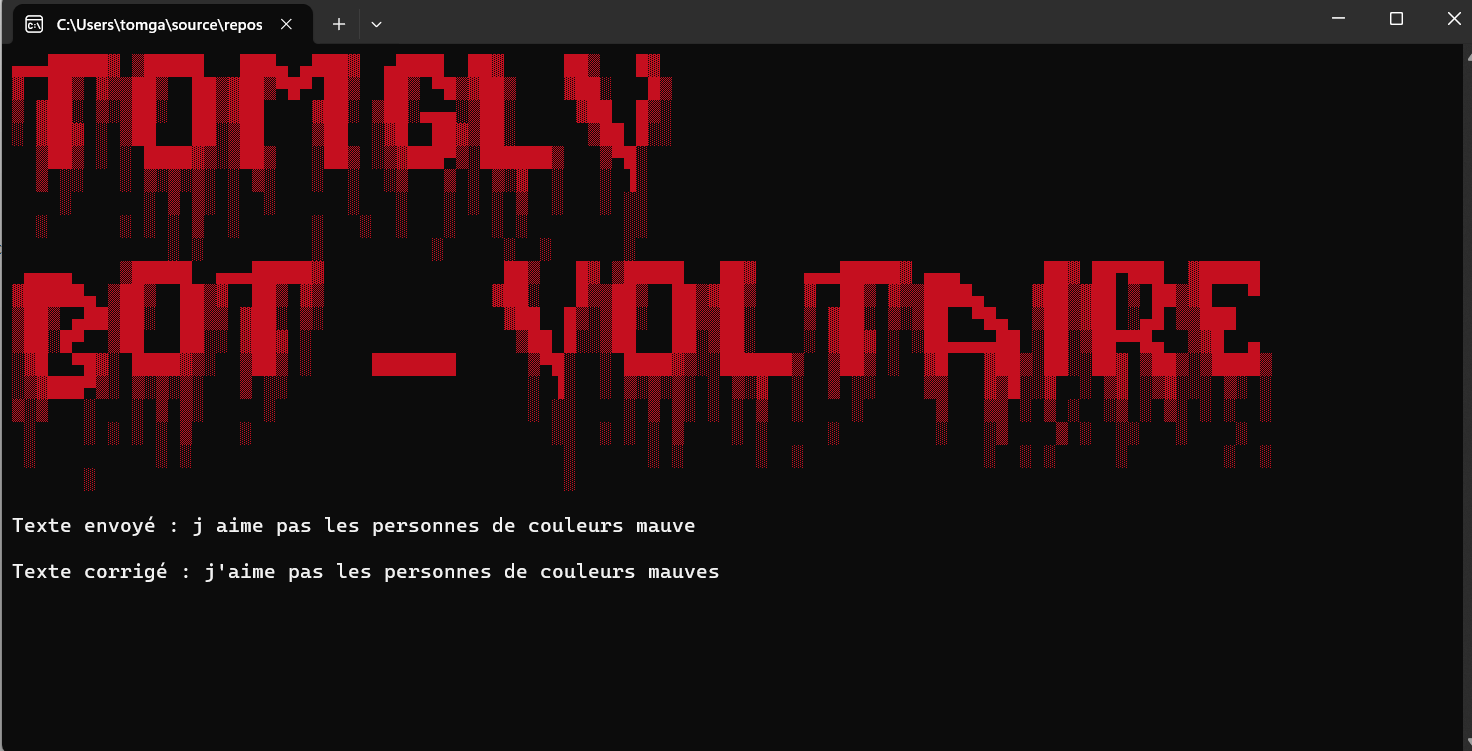 C:\Users\tomga\source\repos
TOMGLV
BOT - VOLTAIRE
Texte envoyé : j aime pas les personnes de couleurs mauve
Texte corrigé : j'aime pas les personnes de couleurs mauves